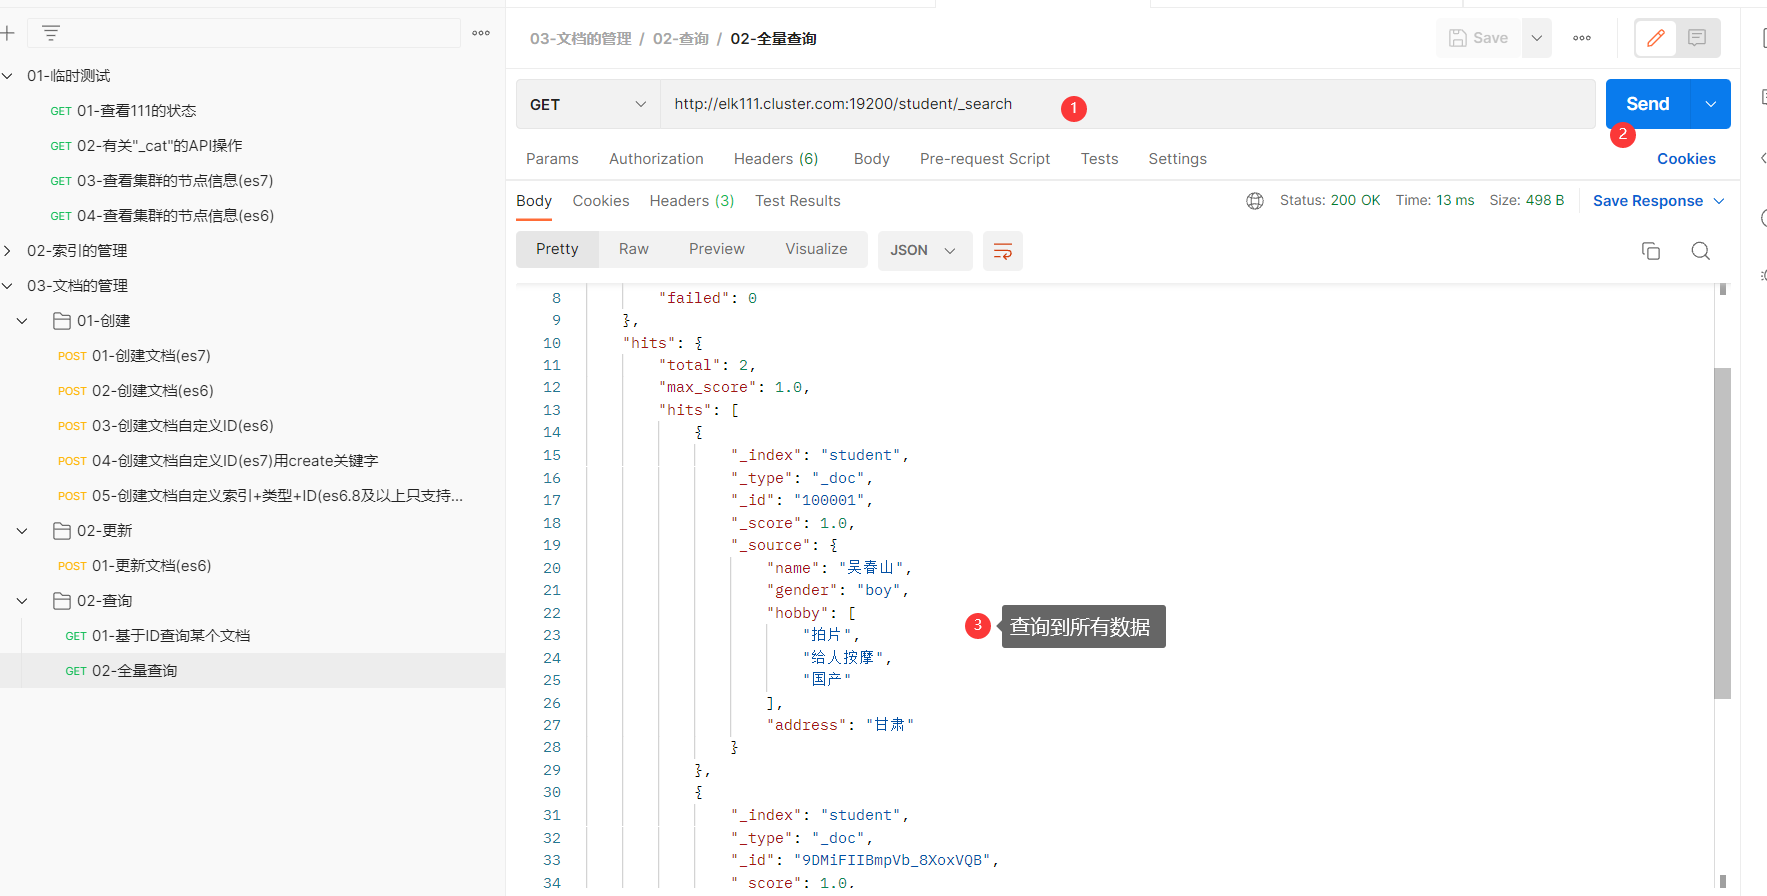 01-临时测试
GET 01-查看111的状态
GET 02-有关"_cat"的API操作
GET 03-查看集群的节点信息(es7)
GET 04-查看集群的节点信息(es6)
02-索引的管理
03-文档的管理
01-创建
POST 01-创建文档(es7)
POST 02-创建文档(es6)
POST 03-创建文档自定义ID(es6)
POST 04-创建文档自定义ID(es7)用create关键字
POST 05-创建文档自定义索引+类型+ID(es6.8及以上只支持...
02-更新
POST 01-更新文档(es6)
02-查询
GET 01-基于ID查询某个文档
GET 02-全量查询
03-文档的管理 / 02-查询 / 02-全量查询
Save
GET http://elk111.cluster.com:19200/student/_search 1 Send
2
Params Authorization Headers (6) Body Pre-request Script Tests Settings Cookies
Body Cookies Headers (3) Test Results Status: 200 OK Time: 13 ms Size: 498 B Save Response
Pretty Raw Preview Visualize JSON
8 "failed": 0
9 },
10 "hits": {
11 "total": 2,
12 "max_score": 1.0,
13 "hits": [
14 {
15 "_index": "student",
16 "_type": "_doc",
17 "_id": "100001",
18 "_score": 1.0,
19 "_source": {
20 "name": "吴春山",
21 "gender": "boy",
22 "hobby": [
23 "拍片",
24 "给人按摩",
25 "国产"
26 ],
27 "address": "甘肃"
28 }
29 },
30 {
31 "_index": "student",
32 "_type": "_doc",
33 "_id": "9DMiFIIBmpVb_8XoxVQB",
34 "_score": 1.0,
3 查询到所有数据